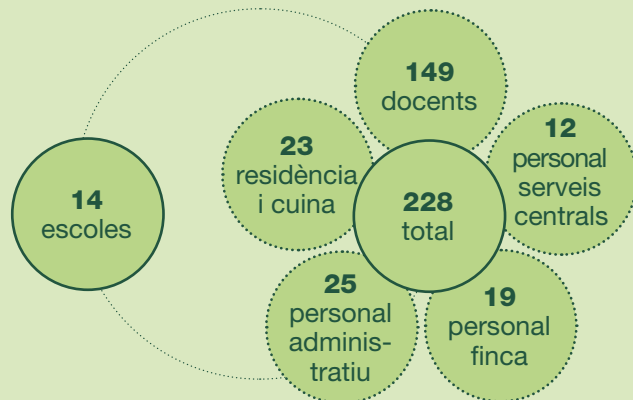 14
escoles
149
docents
12
personal
serveis
centrals
23
residència
i cuina
228
total
25
personal
adminis-
tratiu
19
personal
finca